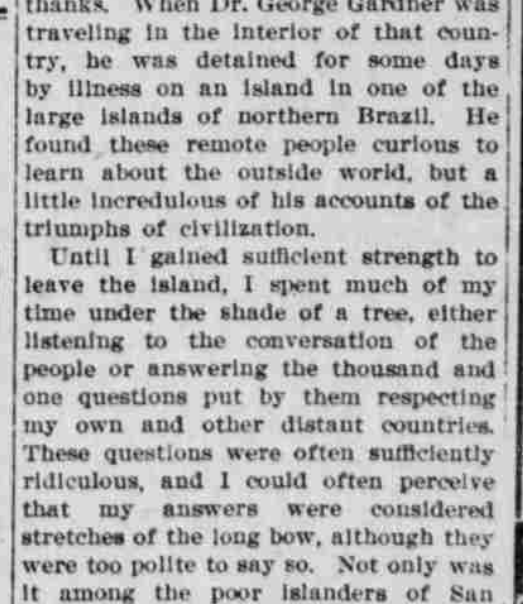 thanks. When Dr. George Gardner was
traveling in the interior of that coun-
try, he was detained for some days
by illness on an island in one of the
large islands of northern Brazil. He
found these remote people curious to
learn about the outside world, but a
little incredulous of his accounts of the
triumphs of civilization.
Until I gained sufficient strength to
leave the island, I spent much of my
time under the shade of a tree, either
listening to the conversation of the
people or answering the thousand and
one questions put by them respecting
my own and other distant countries.
These questions were often sufficiently
ridiculous, and I could often perceive
that my answers were considered
stretches of the long bow, although they
were too polite to say so. Not only was
it among the poor islanders of San